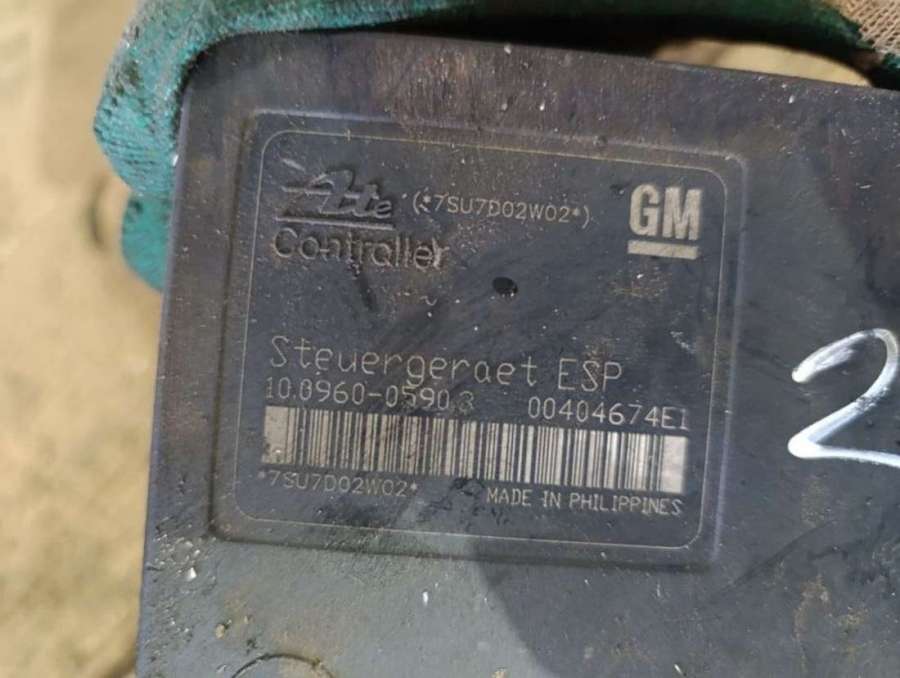 Ate (*7SU7D02W02*)
GM
Controller
Steuergeraet ESP
10.0960-0590.3 00404674E1
*7SU7D02W02*
MADE IN PHILIPPINES
2